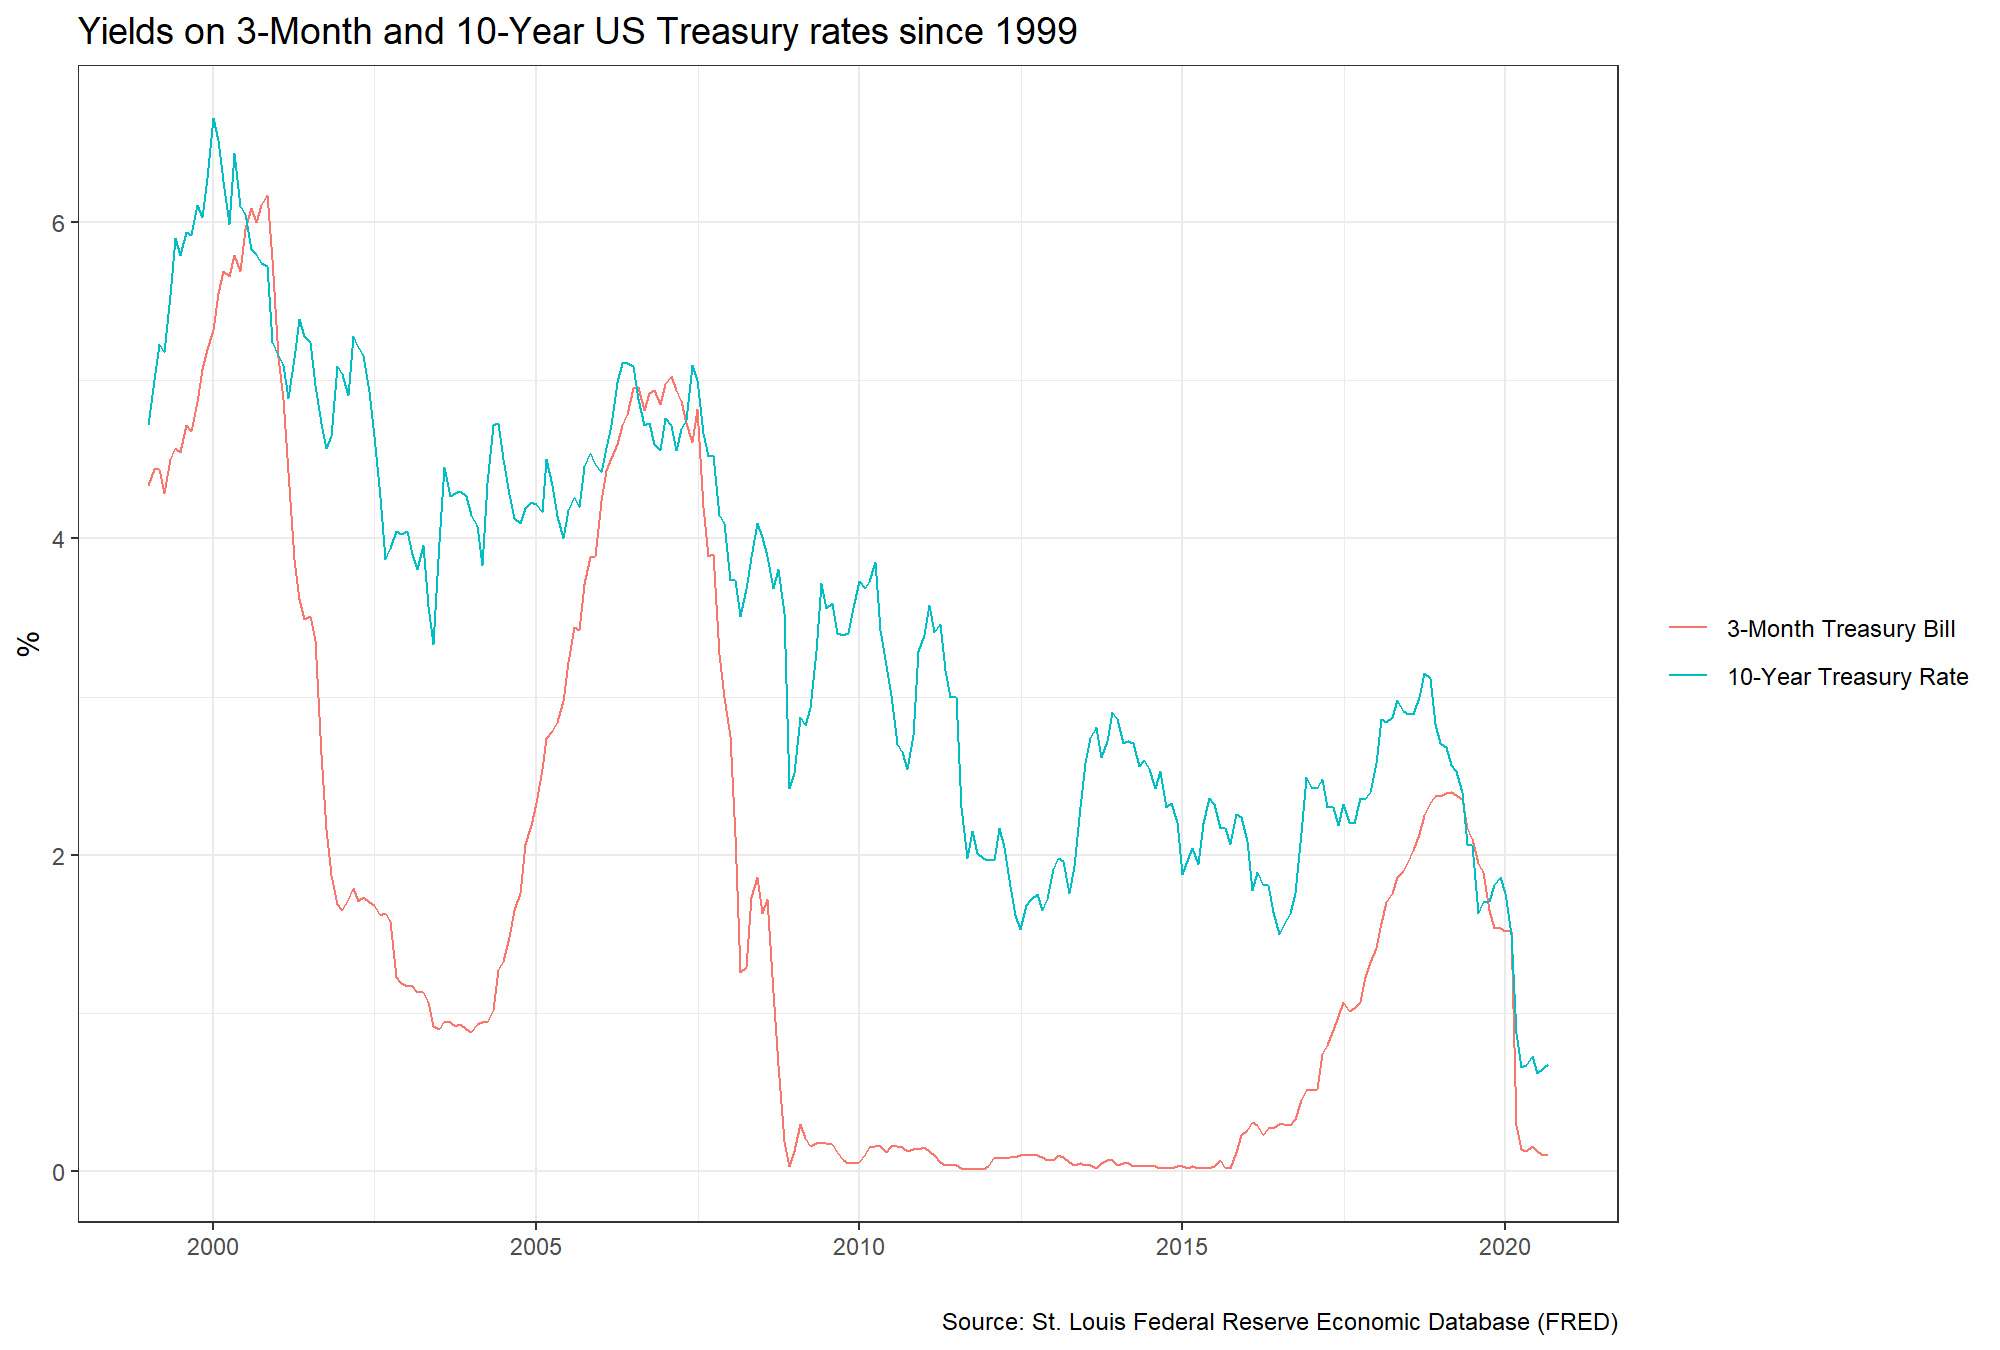 Yields on 3-Month and 10-Year US Treasury rates since 1999
6
4
2
0
%
2000
2005
2010
2015
2020
3-Month Treasury Bill
10-Year Treasury Rate
Source: St. Louis Federal Reserve Economic Database (FRED)